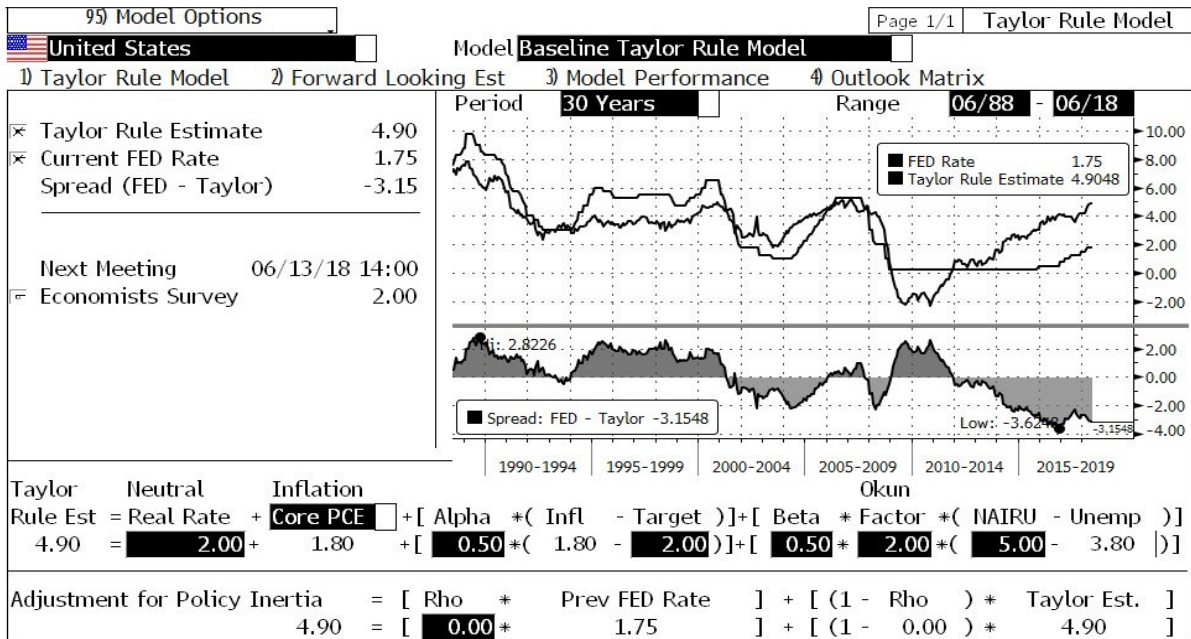 95) Model Options
Page 1/1 Taylor Rule Model
United States Model Baseline Taylor Rule Model
1) Taylor Rule Model 2) Forward Looking Est 3) Model Performance 4) Outlook Matrix
Period 30 Years Range 06/88 - 06/18
Taylor Rule Estimate 4.90
Current FED Rate 1.75
Spread (FED - Taylor) -3.15
Next Meeting 06/13/18 14:00
Economists Survey 2.00
FED Rate 1.75
Taylor Rule Estimate 4.9048
10.00
8.00
6.00
4.00
2.00
0.00
-2.00
Hi: 2.8226
Spread: FED - Taylor -3.1548
Low: -3.6248
-3.1548
2.00
0.00
-2.00
-4.00
1990-1994 1995-1999 2000-2004 2005-2009 2010-2014 2015-2019
Taylor Neutral Inflation Okun
Rule Est = Real Rate + Core PCE +[ Alpha *( Infl - Target )]+[ Beta * Factor *( NAIRU - Unemp )]
4.90 = 2.00 + 1.80 +[ 0.50 *( 1.80 - 2.00 )]+[ 0.50 * 2.00 *( 5.00 - 3.80 )]
Adjustment for Policy Inertia = [ Rho * Prev FED Rate ] + [ (1 - Rho ) * Taylor Est. ]
4.90 = [ 0.00 * 1.75 ] + [ (1 - 0.00 ) * 4.90 ]